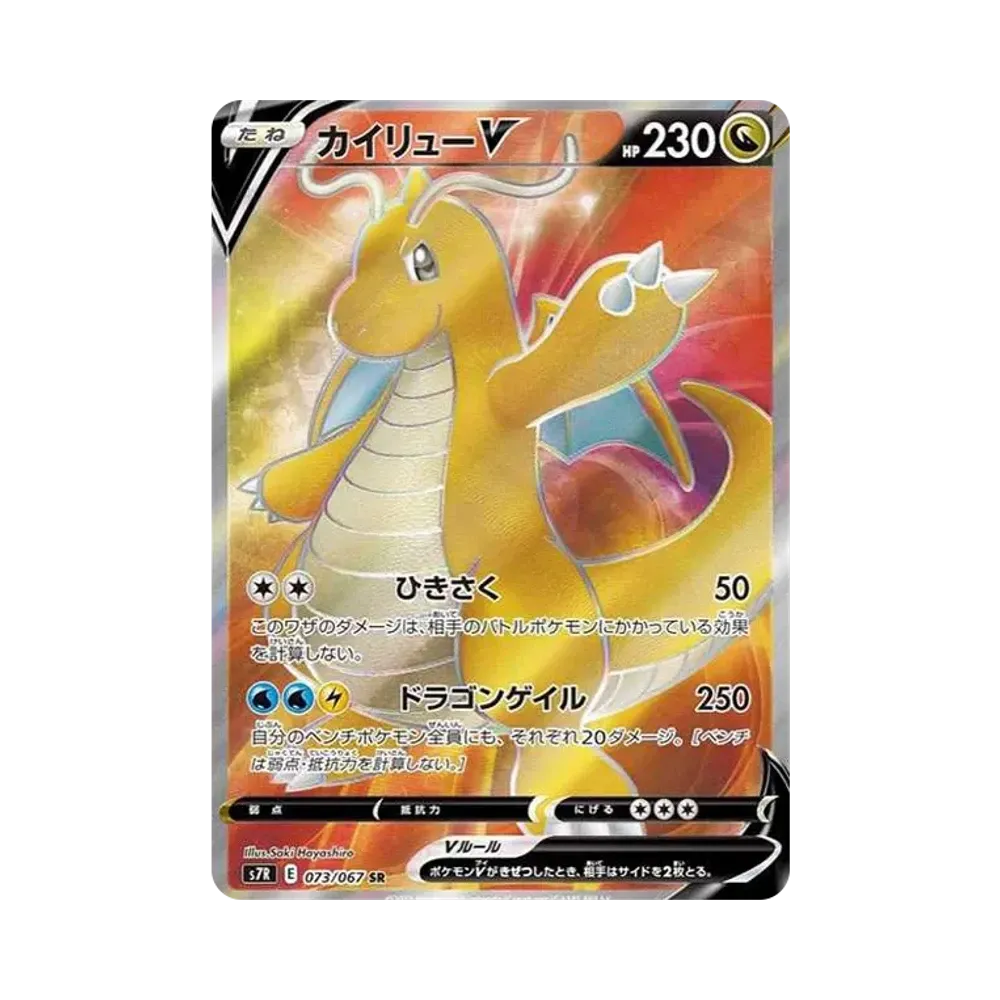 たね カイリューV HP 230
ひきさく 50
このワザのダメージは、相手のバトルポケモンにかかっている効果
を計算しない。
ドラゴンゲイル 250
自分のベンチポケモン全員にも、それぞれ20ダメージ。[ベンチ
は弱点・抵抗力を計算しない。]
弱点 抵抗力 にげる
Vルール
ポケモンVがきぜつしたとき、相手はサイドを2枚とる。
Illus.Saki Hayashiro
s7R E 073/067 SR